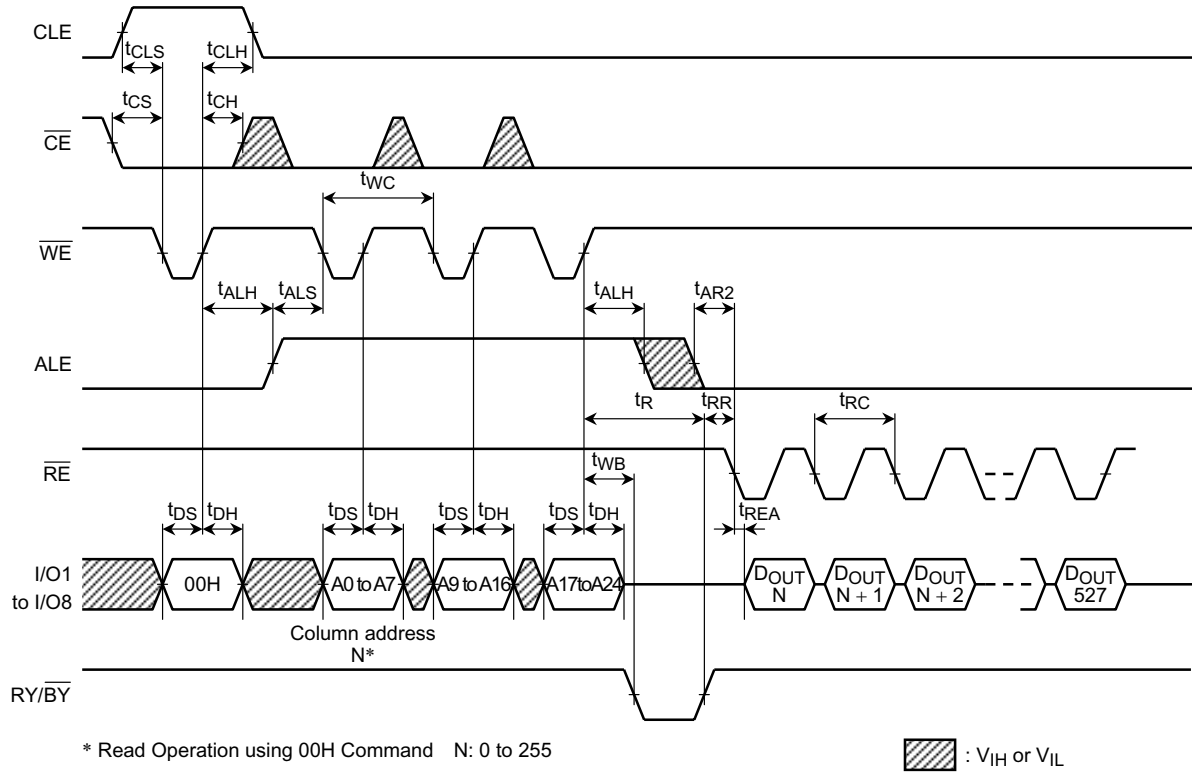 CLE
tCLS tCLH
tCS tCH
CE
tWC
WE
tALH tALS tALH tAR2
ALE
tR tRR tRC
RE
tWB
tDS tDH tDS tDH tDS tDH tDS tDH tREA
I/O1
to I/O8
00H A0 to A7 A9 to A16 A17 to A24 DOUT N DOUT N + 1 DOUT N + 2 DOUT 527
Column address
N*
RY/BY
* Read Operation using 00H Command N: 0 to 255
: VIH or VIL